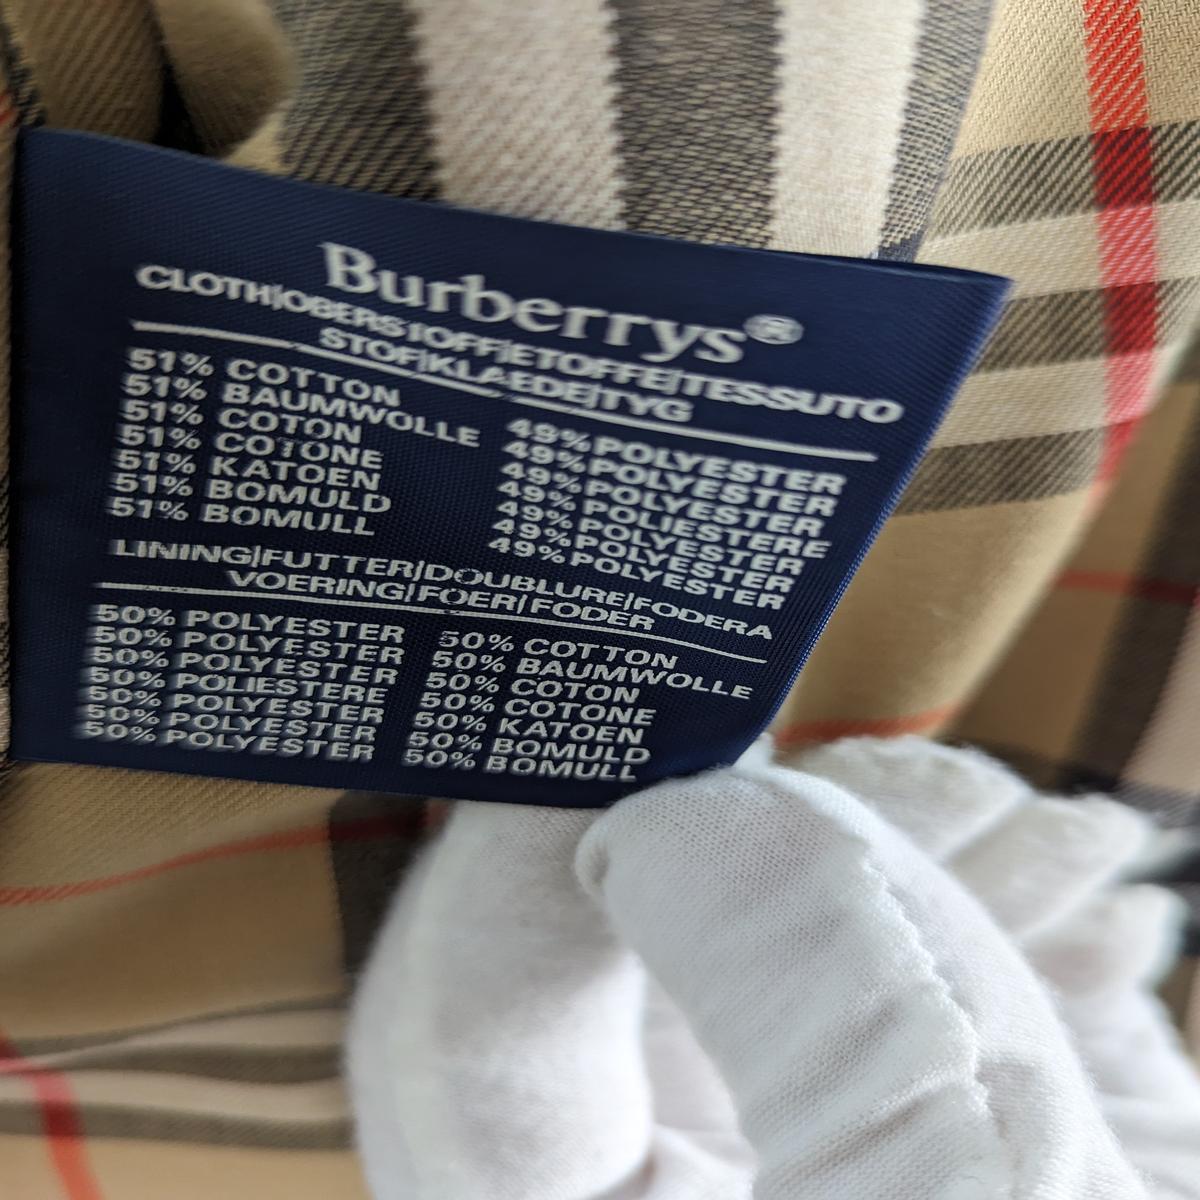 Burberrys®
CLOTH|OBERSTOFF|ETOFFE|TESSUTO
STOF|KLAEDE|TYG
51% COTTON 49% POLYESTER
51% BAUMWOLLE 49% POLYESTER
51% COTON 49% POLYESTER
51% COTONE 49% POLIESTERE
51% KATOEN 49% POLYESTER
51% BOMULD 49% POLYESTER
51% BOMULL 49% POLYESTER
LINING|FUTTER|DOUBLURE|FODERA
VOERING|FOER|FODER
50% POLYESTER 50% COTTON
50% POLYESTER 50% BAUMWOLLE
50% POLYESTER 50% COTON
50% POLIESTERE 50% COTONE
50% POLYESTER 50% KATOEN
50% POLYESTER 50% BOMULD
50% POLYESTER 50% BOMULL